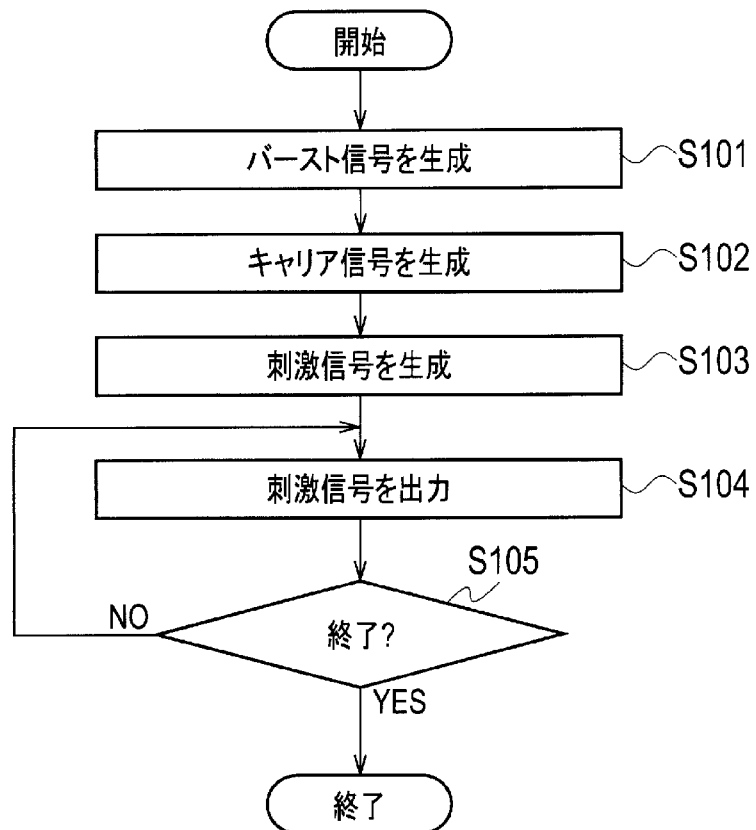 開始
バースト信号を生成
S101
キャリア信号を生成
S102
刺激信号を生成
S103
刺激信号を出力
S104
S105
終了?
NO
YES
終了